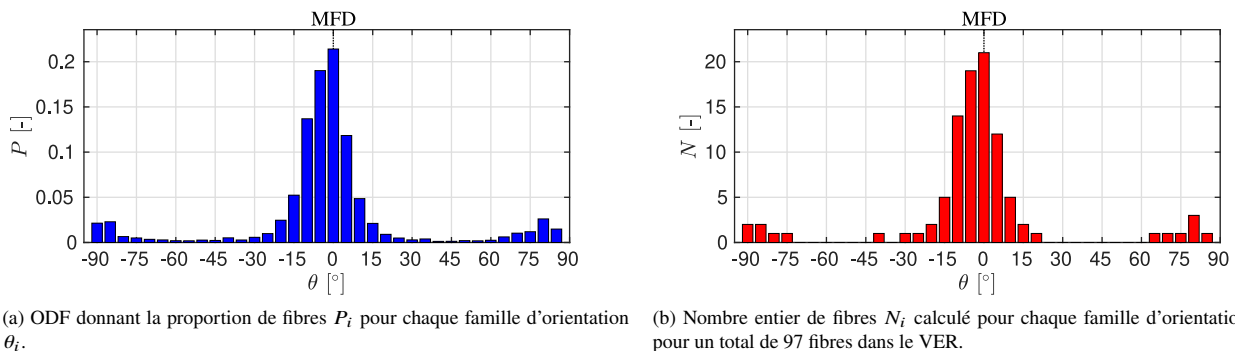 MFD
0.2
0.15
0.1
0.05
0
P [-]
-90 -75 -60 -45 -30 -15 0 15 30 45 60 75 90
θ [°]
(a) ODF donnant la proportion de fibres P_i pour chaque famille d'orientation
θ_i.
MFD
20
15
10
5
0
N [-]
-90 -75 -60 -45 -30 -15 0 15 30 45 60 75 90
θ [°]
(b) Nombre entier de fibres N_i calculé pour chaque famille d'orientatio
pour un total de 97 fibres dans le VER.